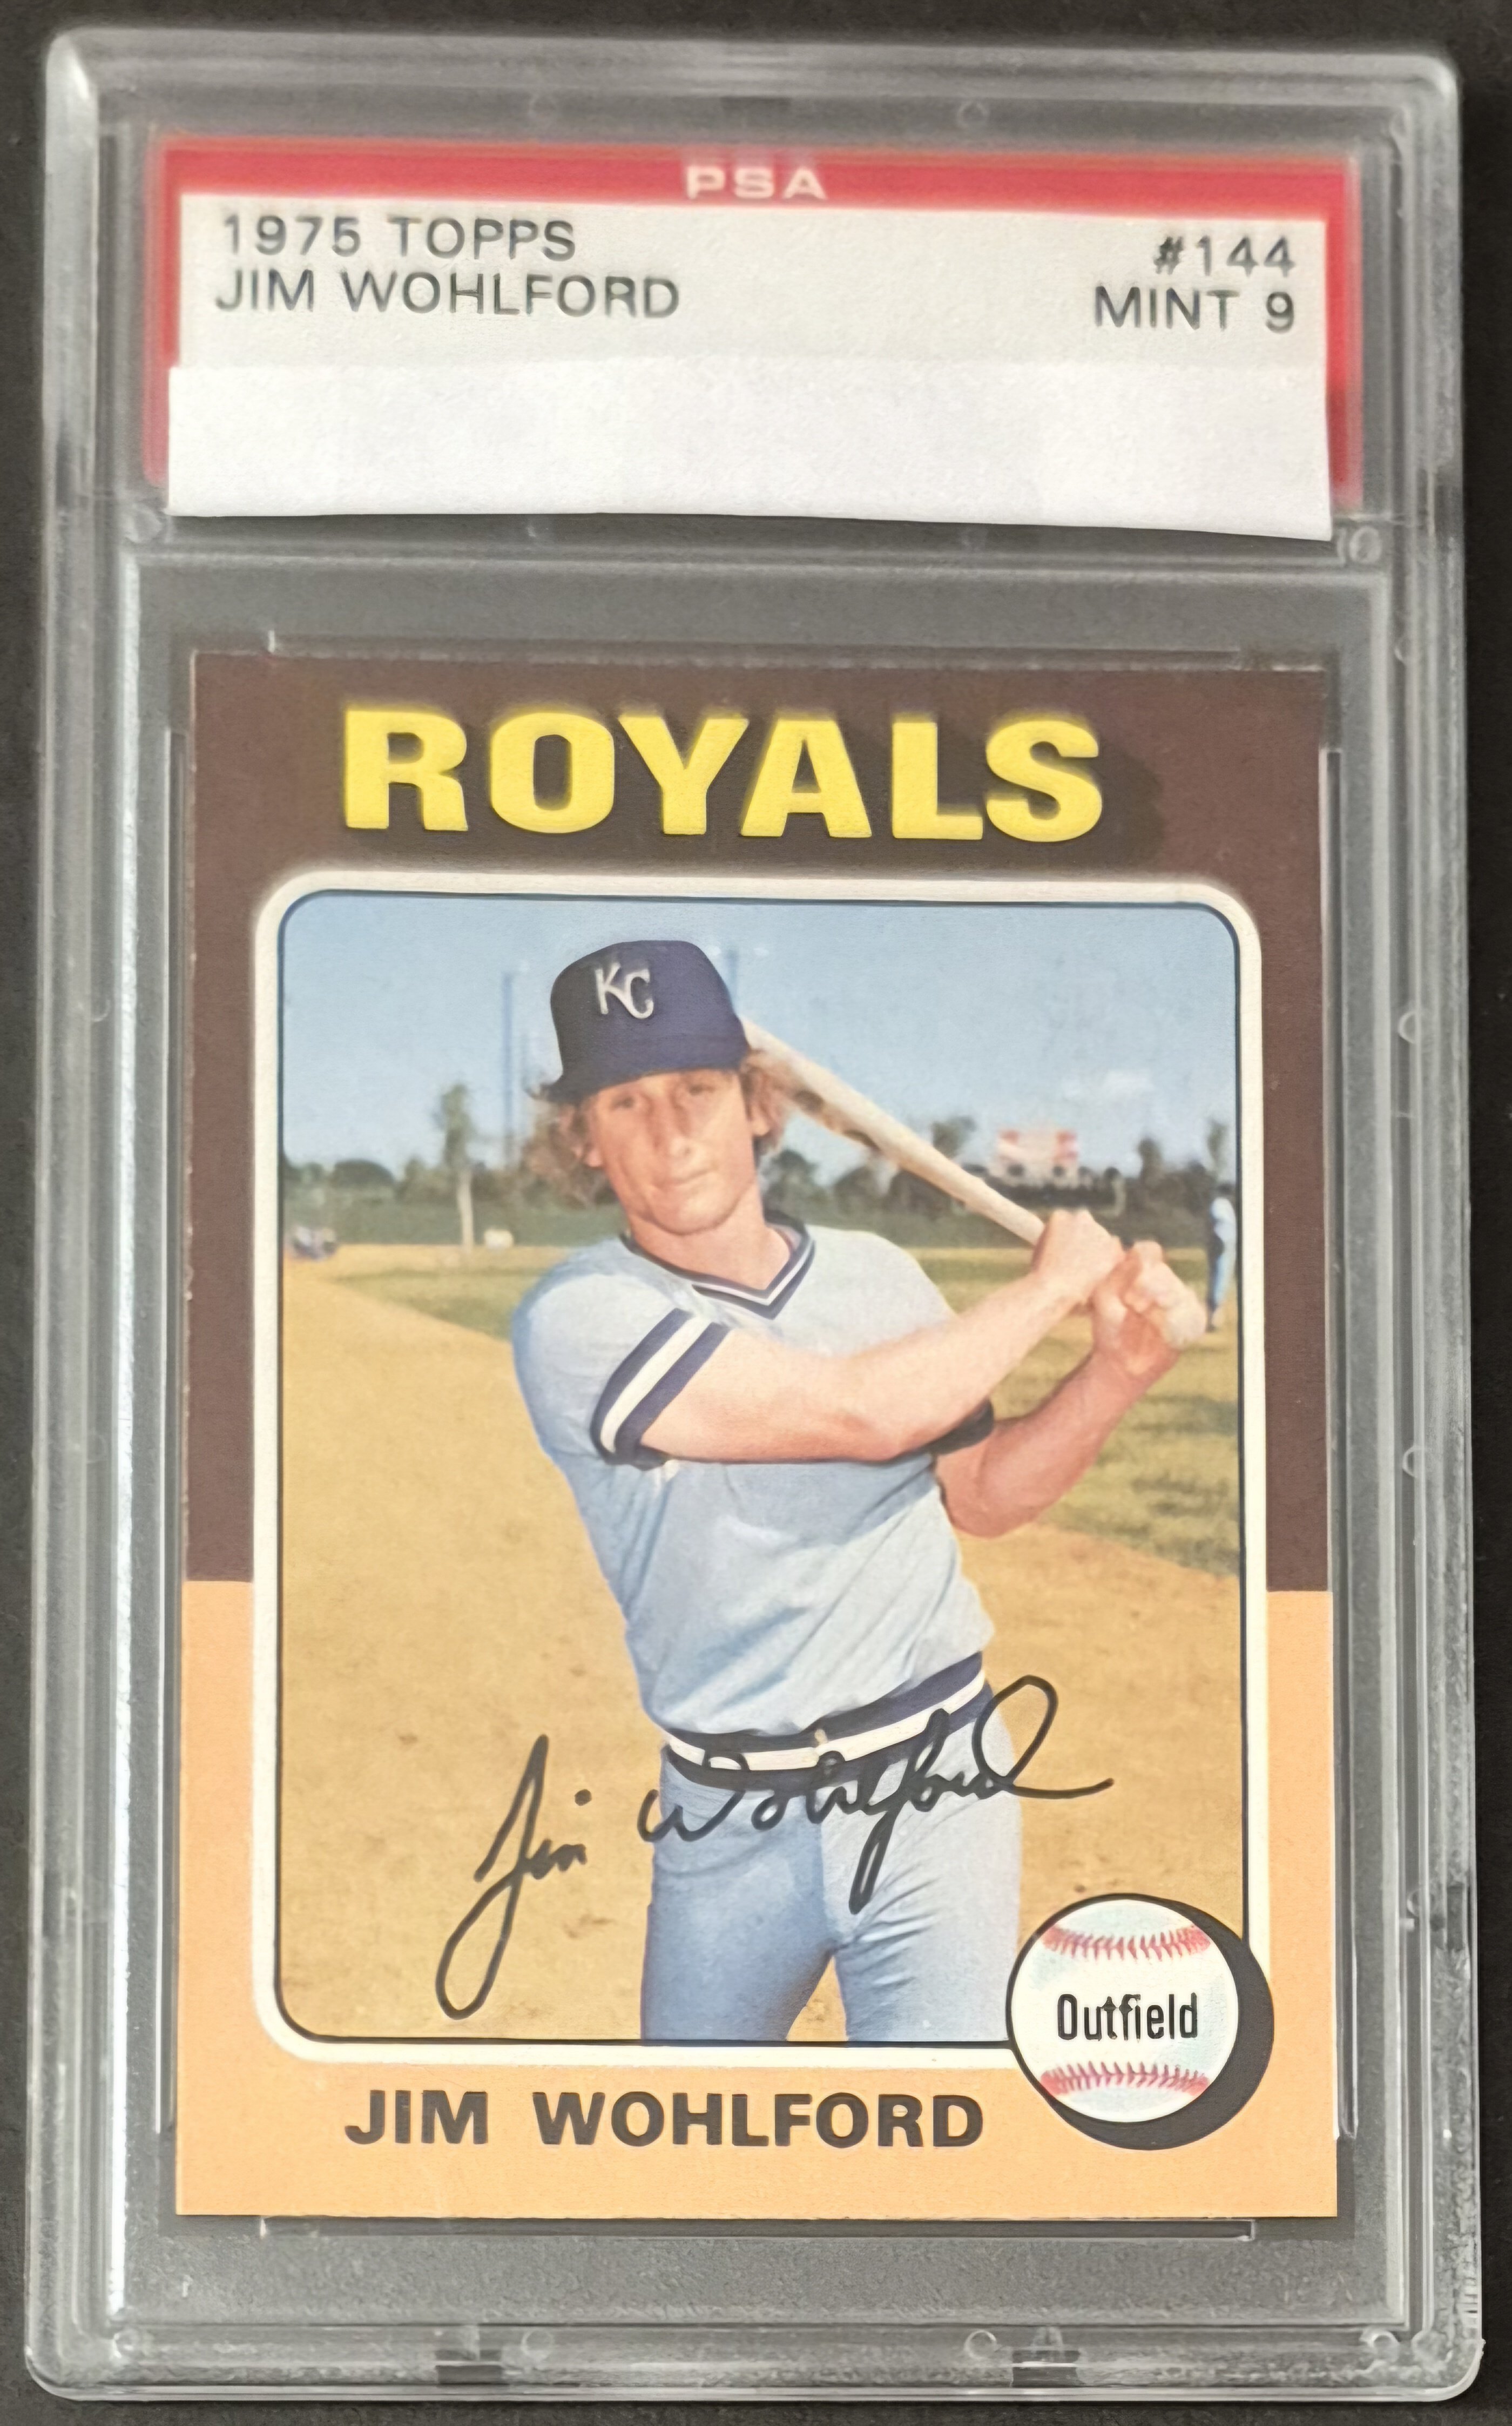 PSA
1975 TOPPS #144
JIM WOHLFORD MINT 9
ROYALS
KC
Jim Wohlford
Outfield
JIM WOHLFORD